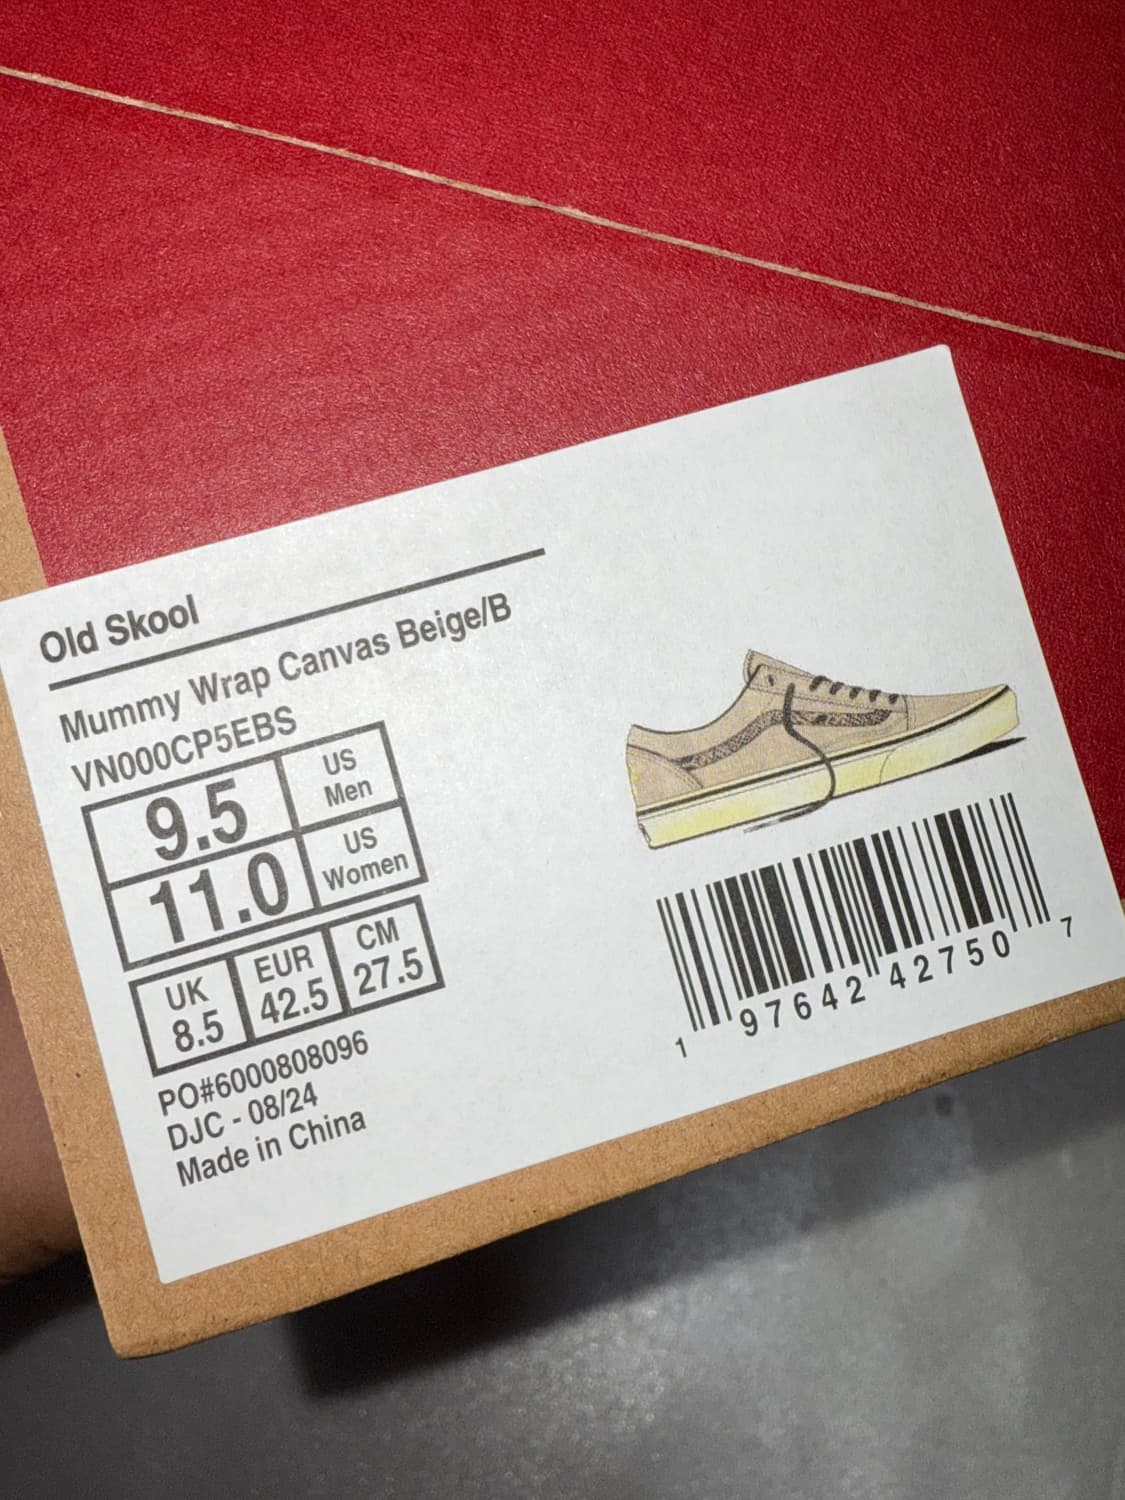 Old Skool
Mummy Wrap Canvas Beige/B
VN000CP5EBS
9.5 US Men
11.0 US Women
UK 8.5 EUR 42.5 CM 27.5
PO#6000808096
DJC - 08/24
Made in China
1 97642 42750 7